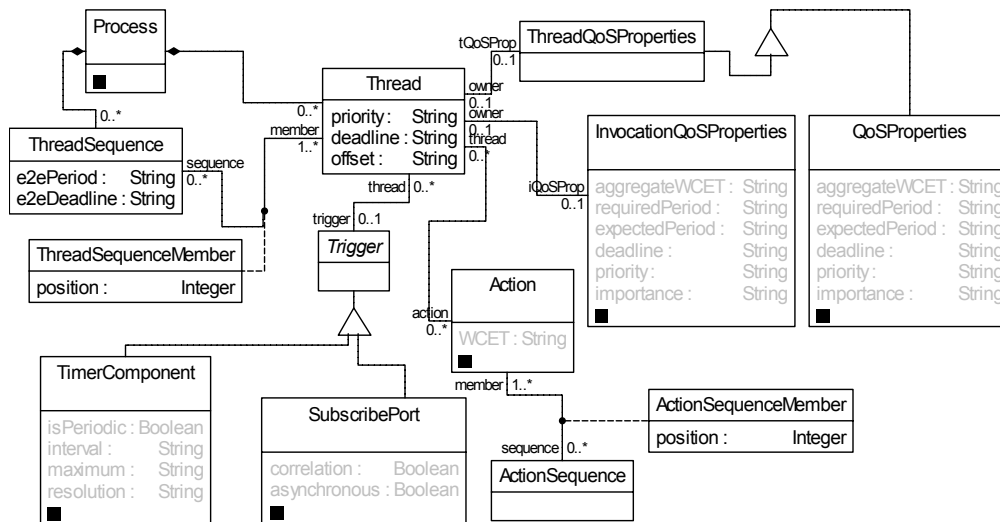 Process
tQoSProp
0..1
ThreadQoSProperties
Thread
priority : String
deadline : String
offset : String
owner
0..1
owner
0..1
thread
0..*
0..*
member
1..*
0..*
ThreadSequence
e2ePeriod : String
e2eDeadline : String
sequence
0..*
InvocationQoSProperties
aggregateWCET : String
requiredPeriod : String
expectedPeriod : String
deadline : String
priority : String
importance : String
QoSProperties
aggregateWCET : String
requiredPeriod : String
expectedPeriod : String
deadline : String
priority : String
importance : String
iQoSProp
0..1
thread
0..*
trigger
0..1
Trigger
ThreadSequenceMember
position : Integer
Action
WCET : String
action
0..*
member
1..*
TimerComponent
isPeriodic : Boolean
interval : String
maximum : String
resolution : String
SubscribePort
correlation : Boolean
asynchronous : Boolean
ActionSequenceMember
position : Integer
sequence
0..*
ActionSequence